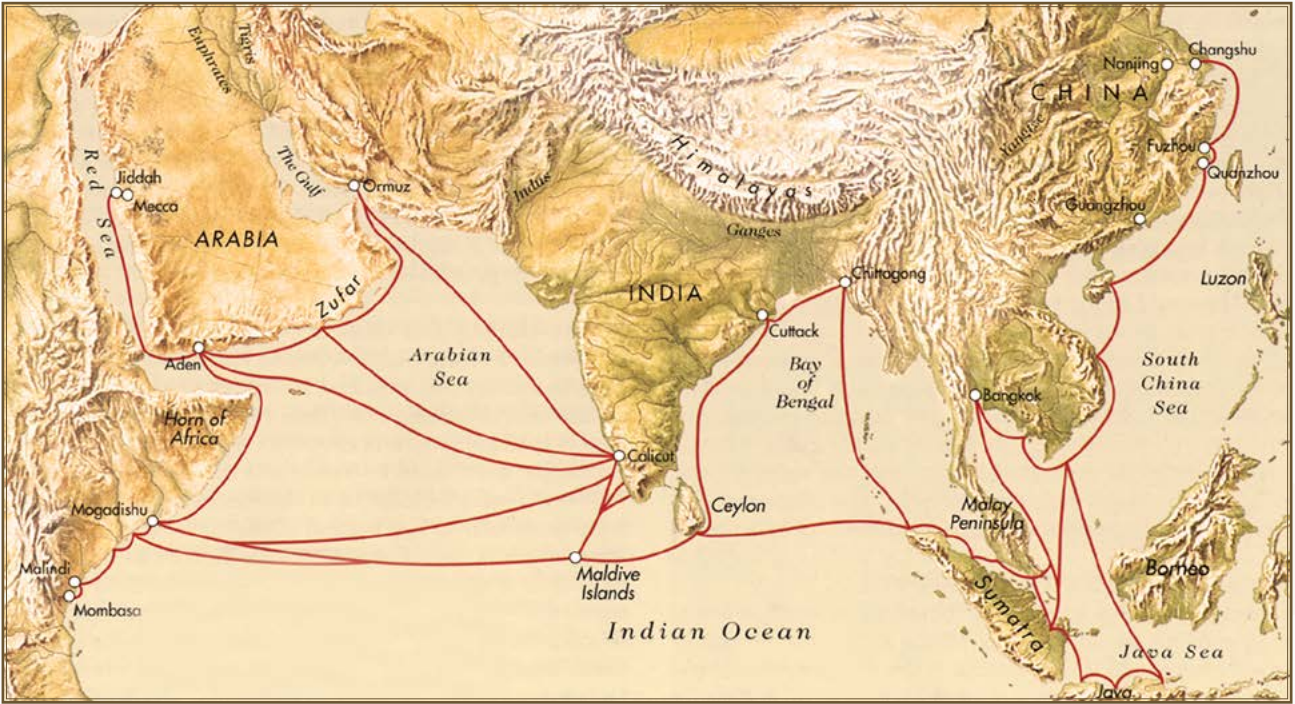 Changshu
Nanjing
CHINA
Yangtse
Fuzhou
Quanzhou
Guangzhou
Euphrates
Tigris
The Gulf
Red Sea
Jiddah
Mecca
Ormuz
ARABIA
Zufar
Aden
Indus
Himalayas
Ganges
INDIA
Chittagong
Cuttack
Luzon
Arabian
Sea
Bay
of
Bengal
South
China
Sea
Bangkok
Horn of
Africa
Calicut
Ceylon
Malay
Peninsula
Mogadishu
Malindi
Mombasa
Maldive
Islands
Borneo
Sumatra
Indian Ocean
Java Sea
Java